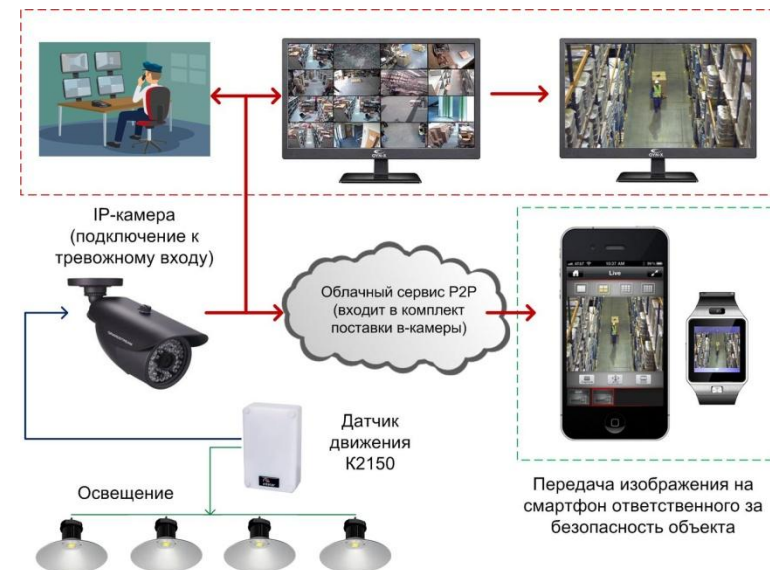 IP-камера
(подключение к
тревожному входу)
Облачный сервис P2P
(входит в комплект
поставки в-камеры)
Live
Датчик
движения
К2150
Освещение
Передача изображения на
смартфон ответственного за
безопасность объекта